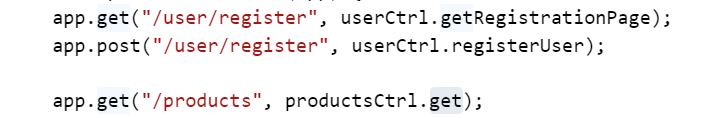 app.get("/user/register", userCtrl.getRegistrationPage);
app.post("/user/register", userCtrl.registerUser);
app.get("/products", productsCtrl.get);